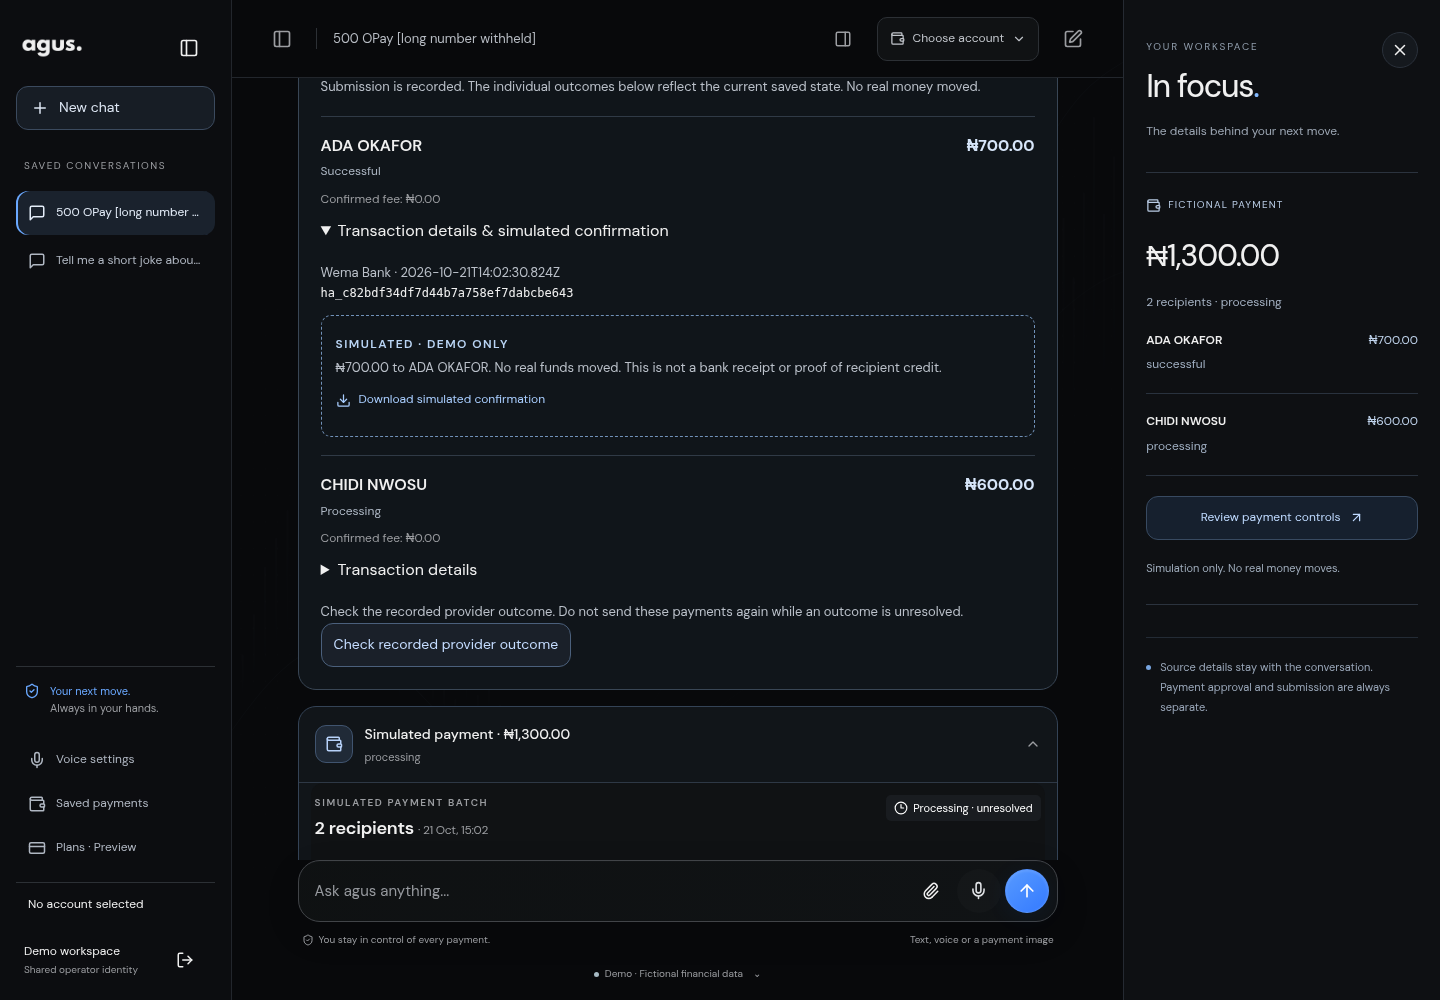 agus.
New chat
SAVED CONVERSATIONS
500 OPay [long number ...
Tell me a short joke abou...
Your next move.
Always in your hands.
Voice settings
Saved payments
Plans · Preview
No account selected
Demo workspace
Shared operator identity
500 OPay [long number withheld]
Choose account
Submission is recorded. The individual outcomes below reflect the current saved state. No real money moved.
ADA OKAFOR ₦700.00
Successful
Confirmed fee: ₦0.00
▼ Transaction details & simulated confirmation
Wema Bank · 2026-10-21T14:02:30.824Z
ha_c82bdf34df7d44b7a758ef7dabcbe643
SIMULATED · DEMO ONLY
₦700.00 to ADA OKAFOR. No real funds moved. This is not a bank receipt or proof of recipient credit.
Download simulated confirmation
CHIDI NWOSU ₦600.00
Processing
Confirmed fee: ₦0.00
▶ Transaction details
Check the recorded provider outcome. Do not send these payments again while an outcome is unresolved.
Check recorded provider outcome
Simulated payment · ₦1,300.00
processing
SIMULATED PAYMENT BATCH
Processing · unresolved
2 recipients · 21 Oct, 15:02
Ask agus anything...
You stay in control of every payment.
Text, voice or a payment image
Demo · Fictional financial data
YOUR WORKSPACE
In focus.
The details behind your next move.
FICTIONAL PAYMENT
₦1,300.00
2 recipients · processing
ADA OKAFOR ₦700.00
successful
CHIDI NWOSU ₦600.00
processing
Review payment controls
Simulation only. No real money moves.
Source details stay with the conversation.
Payment approval and submission are always
separate.